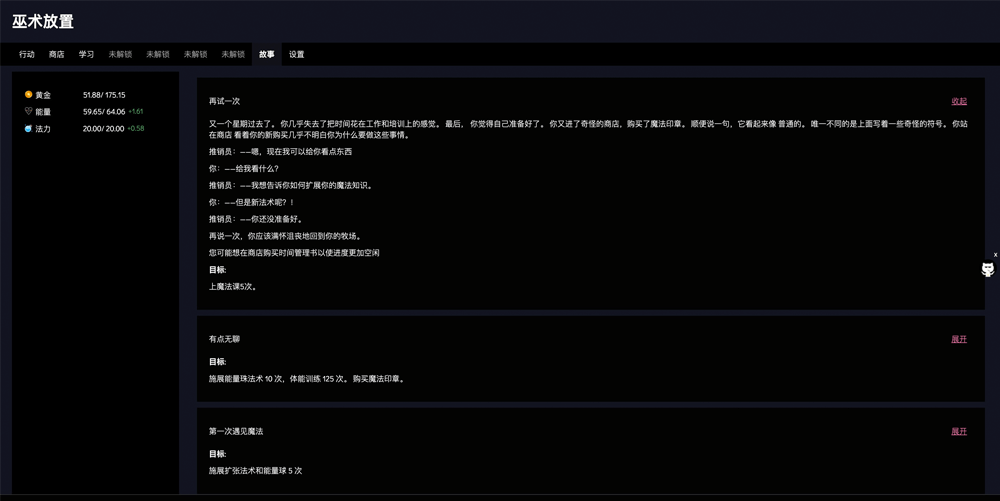 巫术放置
行动 商店 学习 未解锁 未解锁 未解锁 未解锁 故事 设置
黄金 51.88/ 175.15
能量 59.65/ 64.06 +1.61
法力 20.00/ 20.00 +0.58
再试一次 收起
又一个星期过去了。 你几乎失去了把时间花在工作和培训上的感觉。 最后， 你觉得自己准备好了。 你又进了奇怪的商店，购买了魔法印章。 顺便说一句，它看起来像 普通的。 唯一不同的是上面写着一些奇怪的符号。 你站
在商店 看着你的新购买几乎不明白你为什么要做这些事情。
推销员：——嗯，现在我可以给你看点东西
你：——给我看什么？
推销员：——我想告诉你如何扩展你的魔法知识。
你：——但是新法术呢？！
推销员：——你还没准备好。
再说一次，你应该满怀沮丧地回到你的牧场。
您可能想在商店购买时间管理书以使进度更加空闲
目标:
上魔法课5次。
有点无聊 展开
目标:
施展能量珠法术 10 次，体能训练 125 次。 购买魔法印章。
第一次遇见魔法 展开
目标:
施展扩张法术和能量球 5 次
x